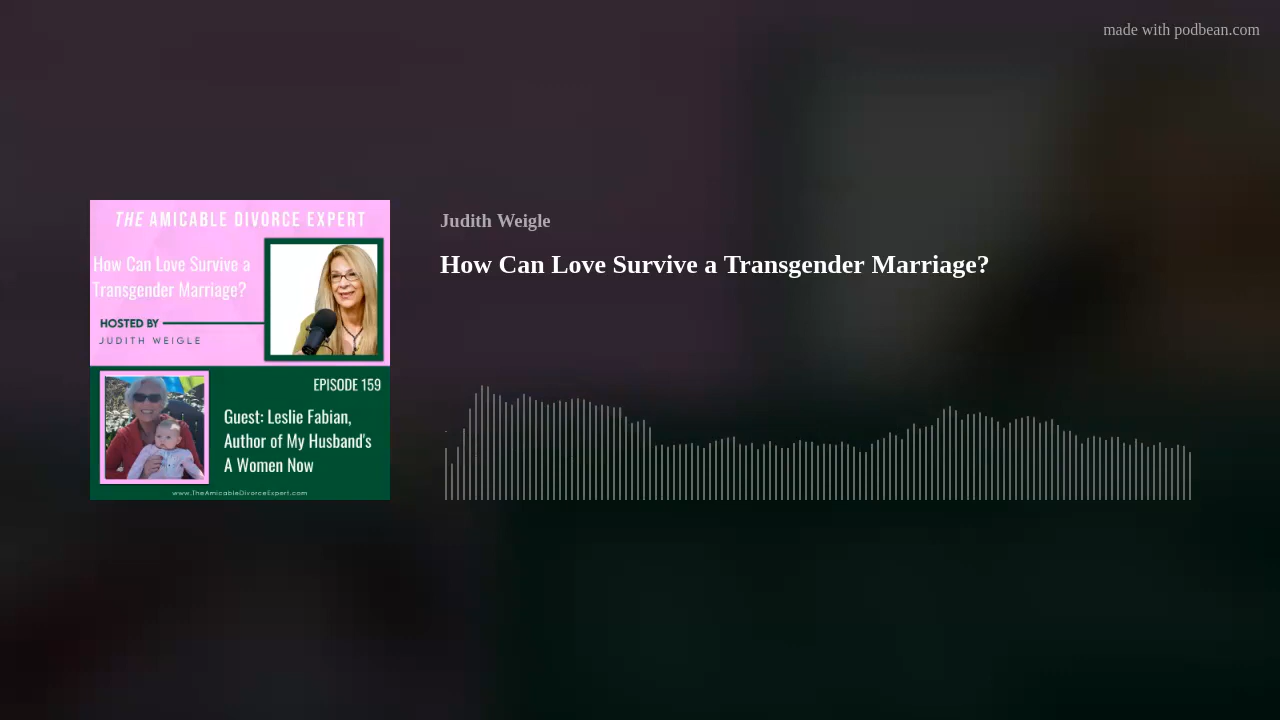 made with podbean.com
THE AMICABLE DIVORCE EXPERT
How Can Love Survive a
Transgender Marriage?
HOSTED BY
JUDITH WEIGLE
EPISODE 159
Guest: Leslie Fabian,
Author of My Husband's
A Women Now
www.TheAmicableDivorceExpert.com
Judith Weigle
How Can Love Survive a Transgender Marriage?